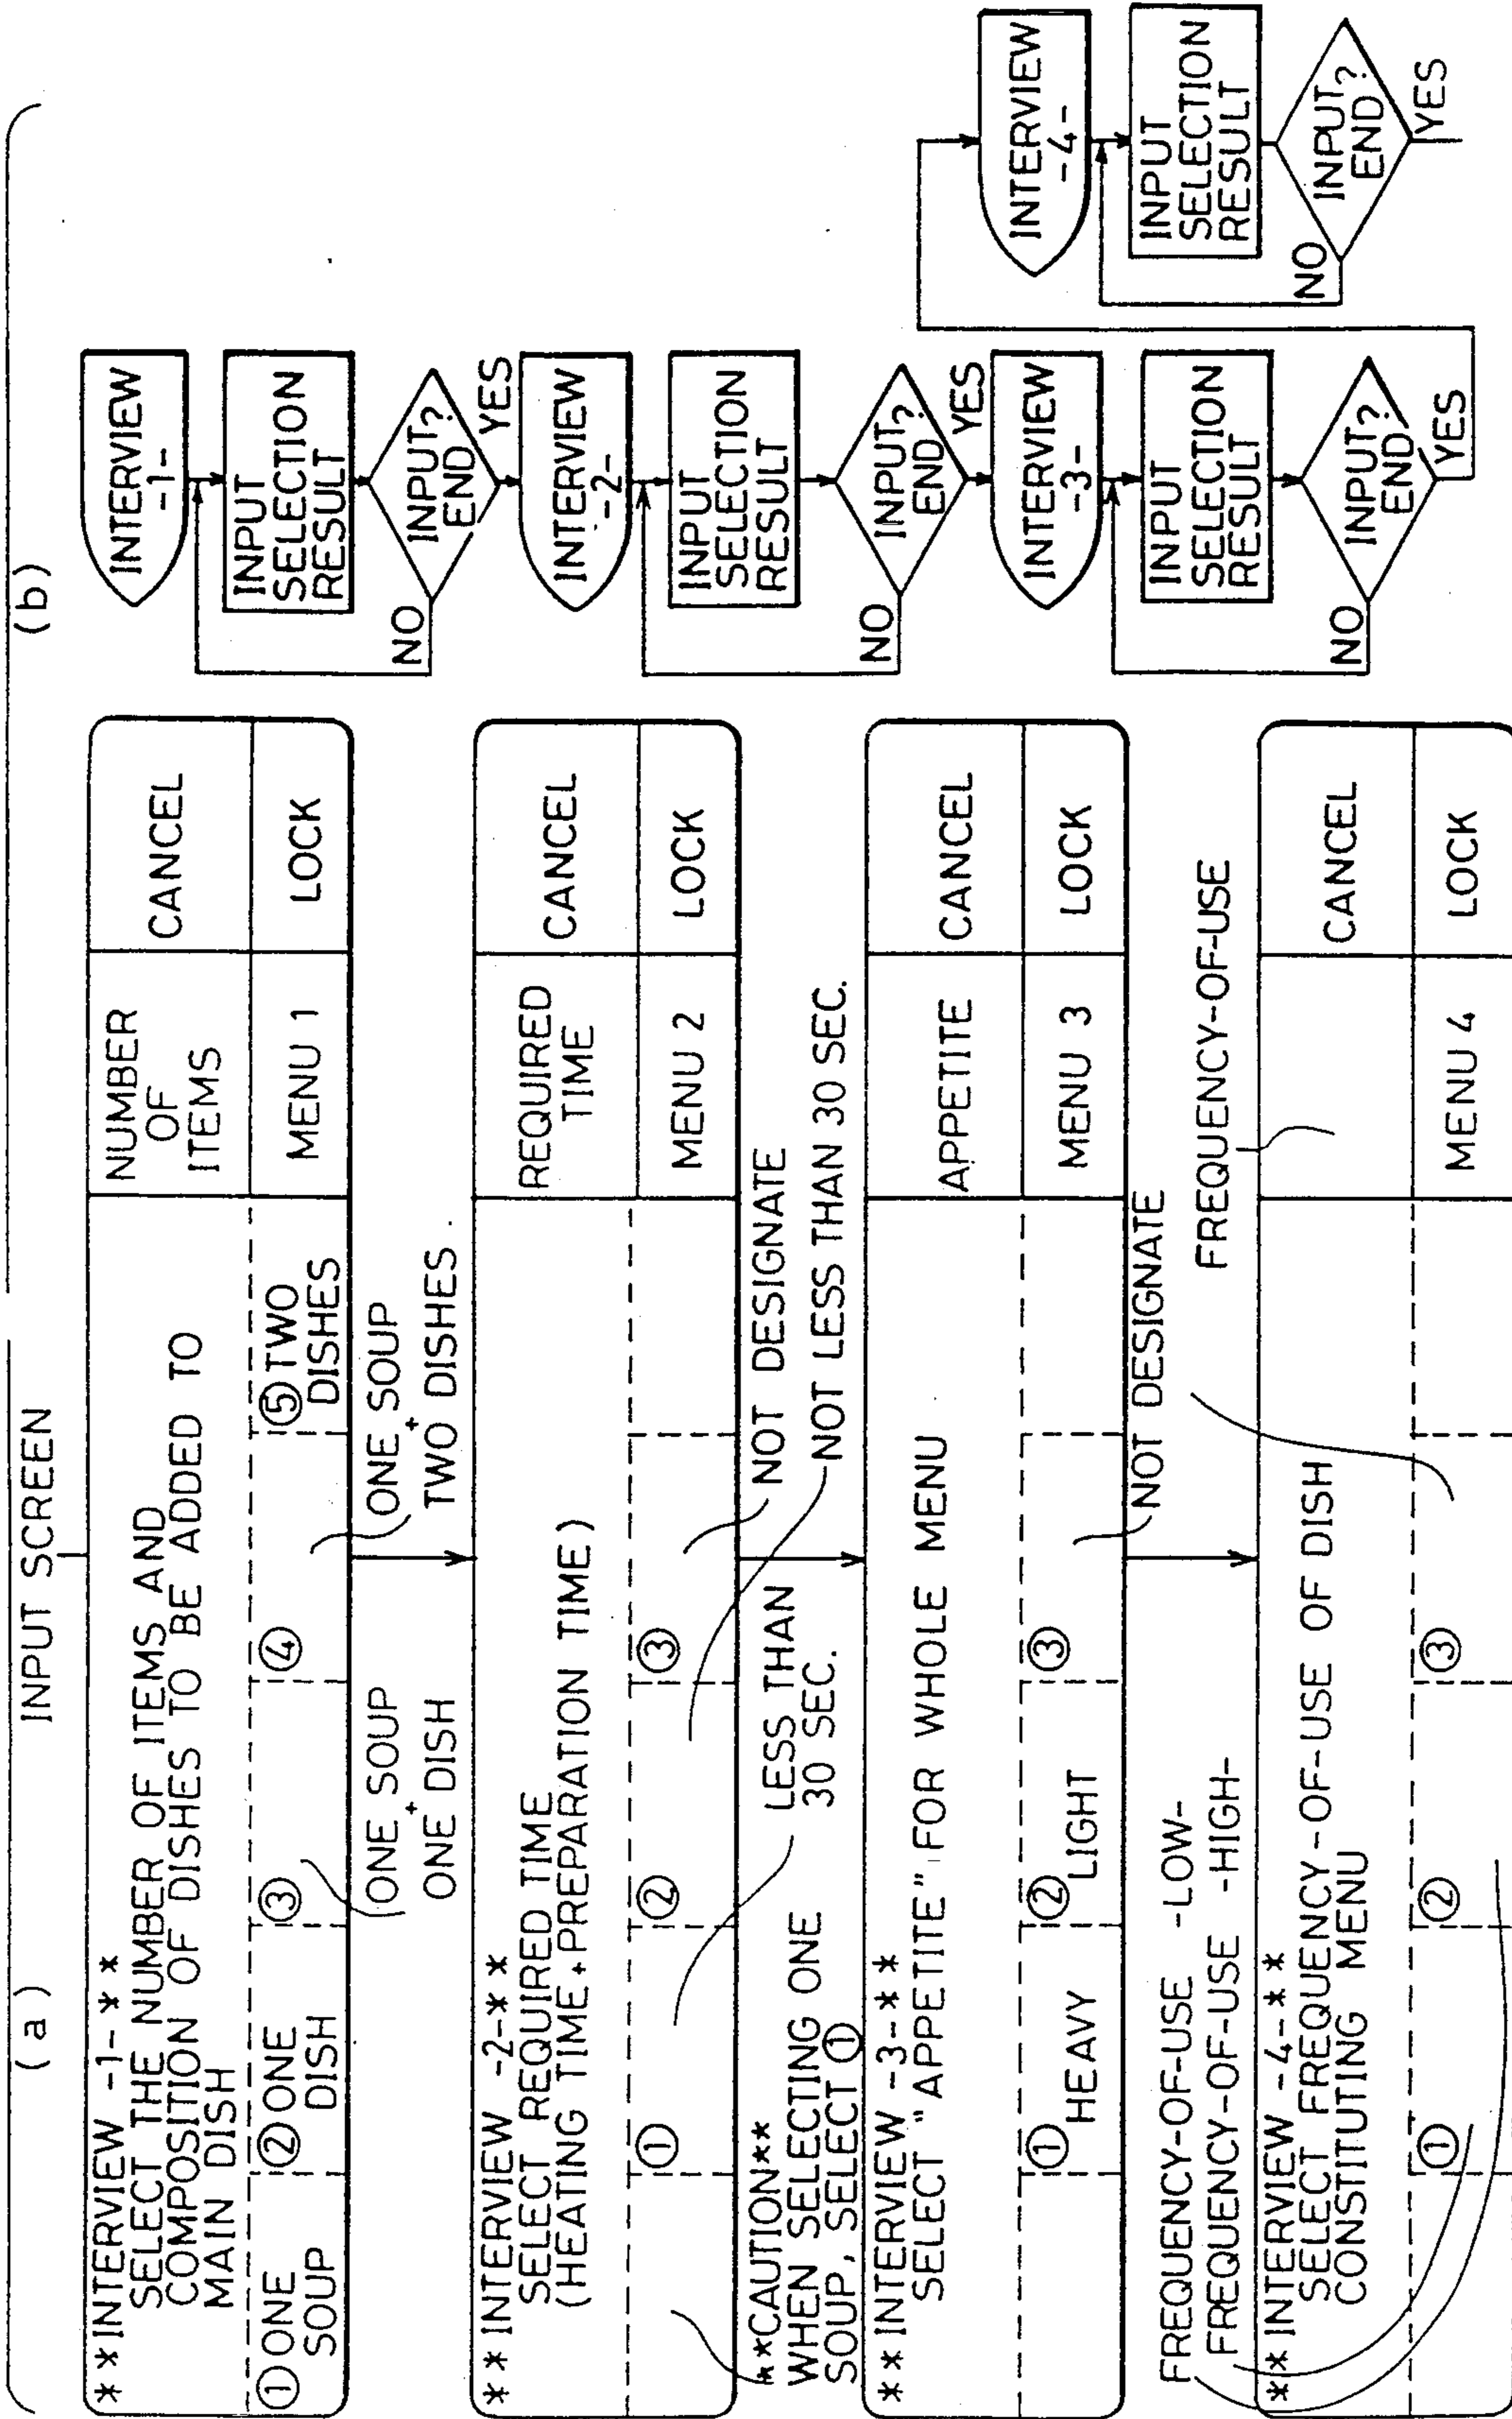 (a)
INPUT SCREEN
**INTERVIEW -1-**
SELECT THE NUMBER OF ITEMS AND
COMPOSITION OF DISHES TO BE ADDED TO
MAIN DISH
NUMBER
OF
ITEMS
CANCEL
① ONE
SOUP
② ONE
DISH
③
④
⑤ TWO
DISHES
MENU 1
LOCK
ONE SOUP
+
ONE DISH
ONE SOUP
+
TWO DISHES
**INTERVIEW -2-**
SELECT REQUIRED TIME
(HEATING TIME+PREPARATION TIME)
REQUIRED
TIME
CANCEL
①
②
③
MENU 2
LOCK
**CAUTION**
WHEN SELECTING ONE
SOUP, SELECT ①
LESS THAN
30 SEC.
NOT DESIGNATE
NOT LESS THAN 30 SEC.
**INTERVIEW -3-**
SELECT "APPETITE" FOR WHOLE MENU
APPETITE
CANCEL
① HEAVY
② LIGHT
③
MENU 3
LOCK
NOT DESIGNATE
FREQUENCY-OF-USE -LOW-
FREQUENCY-OF-USE -HIGH-
FREQUENCY-OF-USE
**INTERVIEW -4-**
SELECT FREQUENCY-OF-USE OF DISH
CONSTITUTING MENU
CANCEL
①
②
③
MENU 4
LOCK
(b)
INTERVIEW
-1-
INPUT
SELECTION
RESULT
INPUT?
END
NO
YES
INTERVIEW
-2-
INPUT
SELECTION
RESULT
INPUT?
END
NO
YES
INTERVIEW
-3-
INPUT
SELECTION
RESULT
INPUT?
END
NO
YES
INTERVIEW
-4-
INPUT
SELECTION
RESULT
INPUT?
END
NO
YES